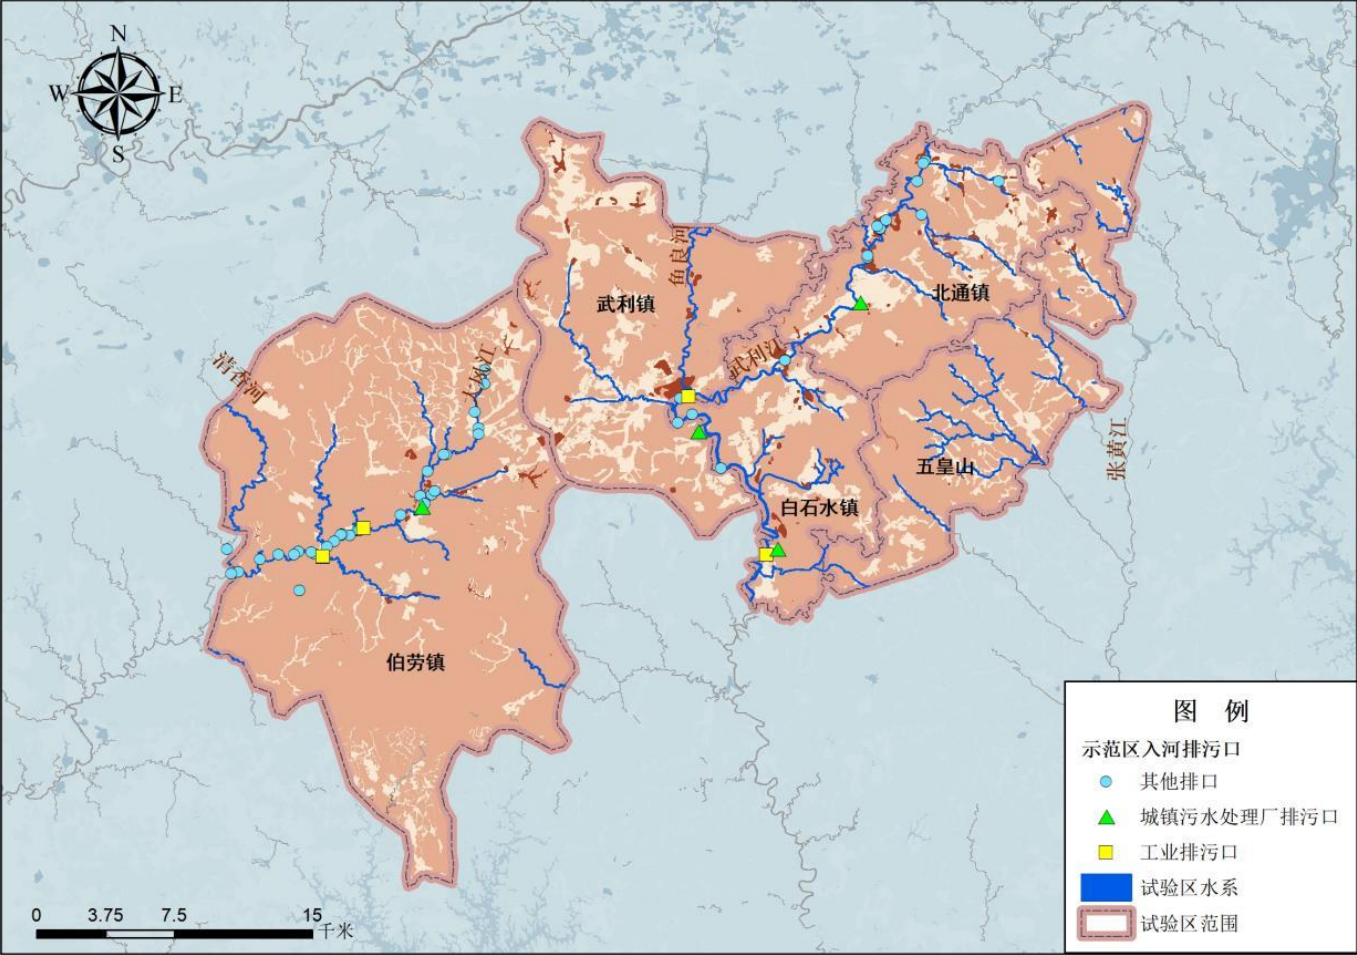 N
W
E
S
鱼良河
武利镇
北通镇
武利江
清香河
大风江
张黄江
五皇山
白石水镇
伯劳镇
图 例
示范区入河排污口
其他排口
城镇污水处理厂排污口
工业排污口
试验区水系
试验区范围
0 3.75 7.5 15
千米